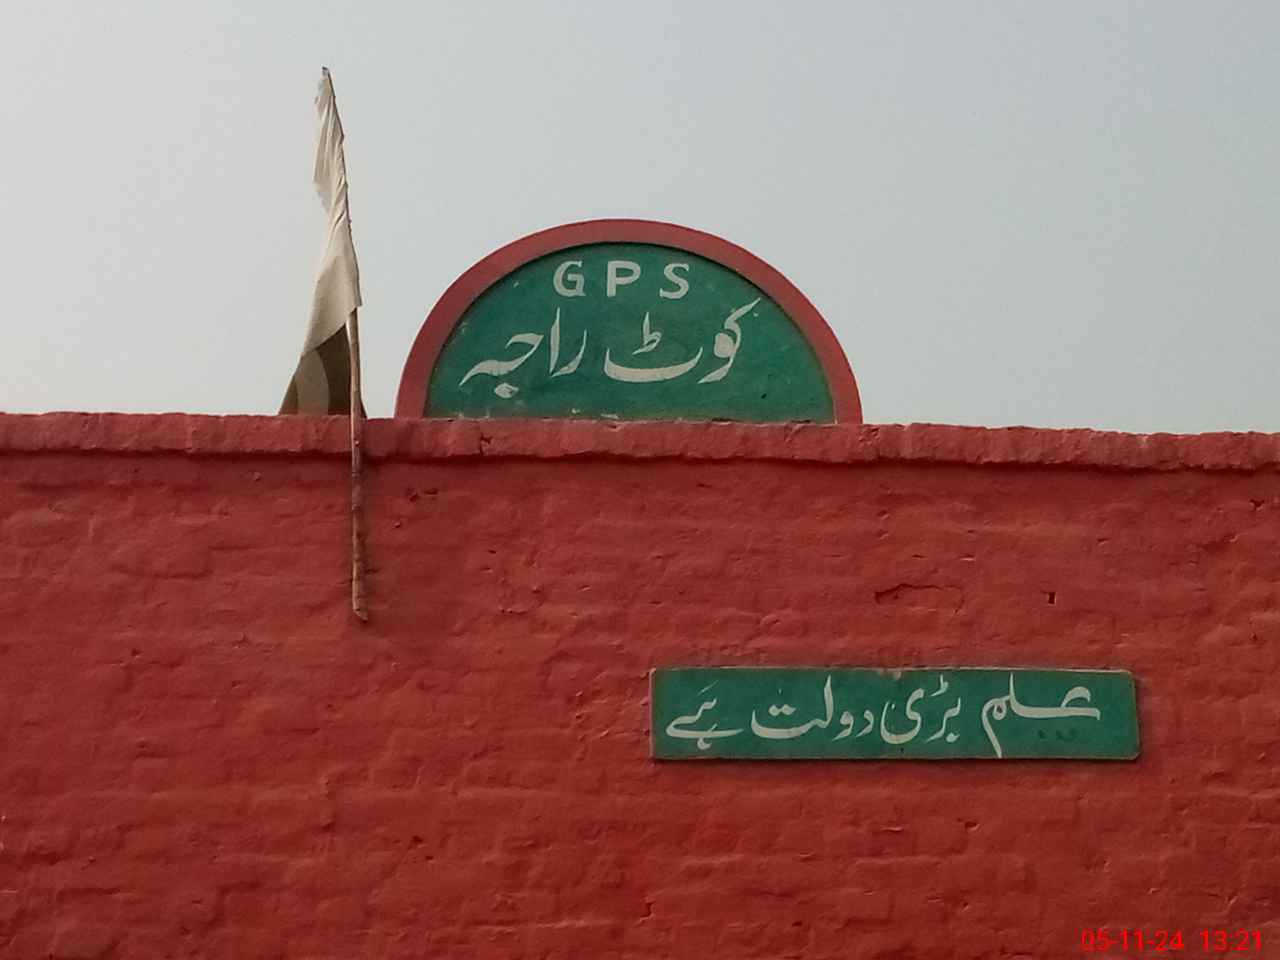 GPS
کوٹ راجہ
علم بڑی دولت ہے
05-11-24 13:21